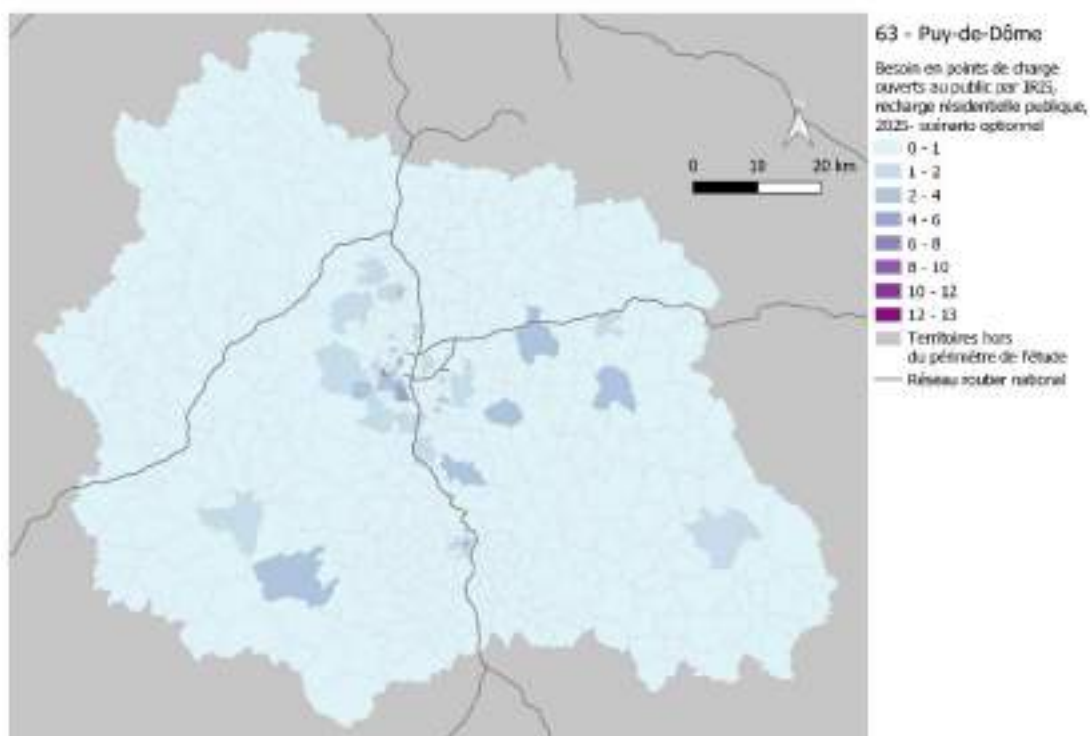 63 - Puy-de-Dôme
Besoin en points de charge
ouverts au public par IRIS,
recharge résidentielle publique,
2025- scénario optionnel
0 - 1
1 - 2
2 - 4
4 - 6
6 - 8
8 - 10
10 - 12
12 - 13
Territoires hors
du périmètre de l'étude
Réseau routier national
0 10 20 km